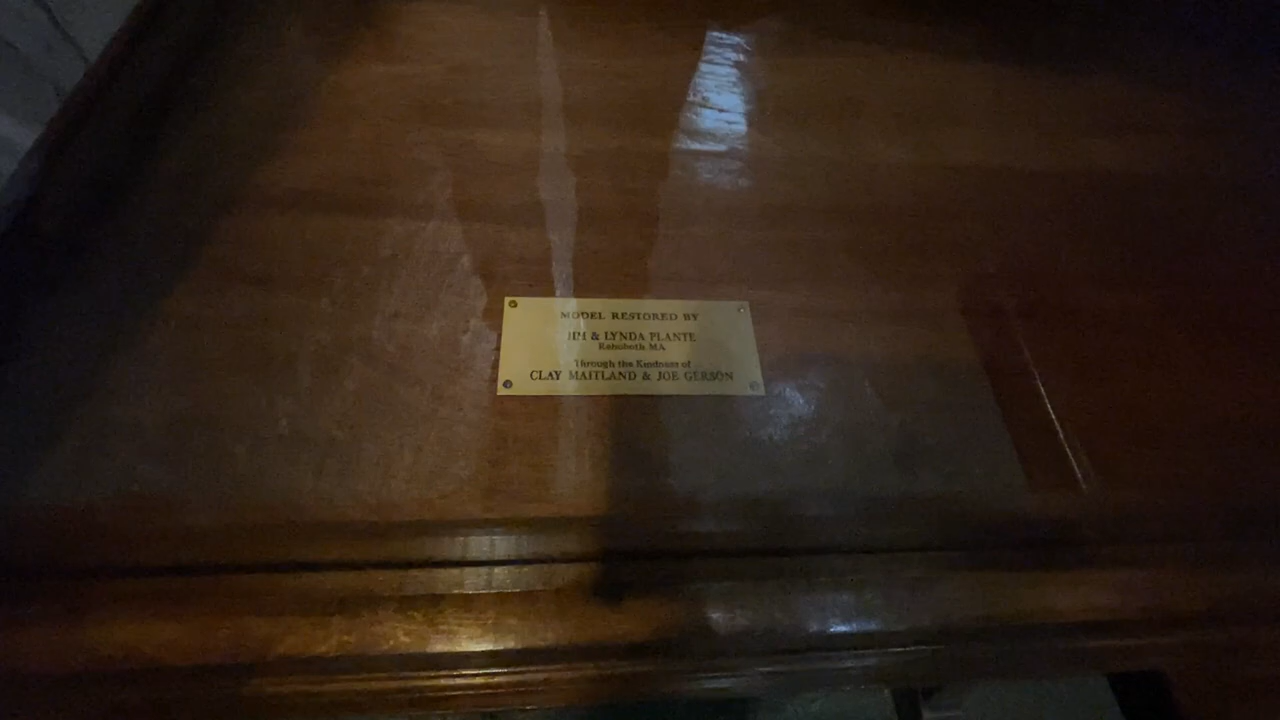 MODEL RESTORED BY
JIM & LYNDA PLANTE
Rehoboth, MA
Through the Kindness of
CLAY MAITLAND & JOE GERSON